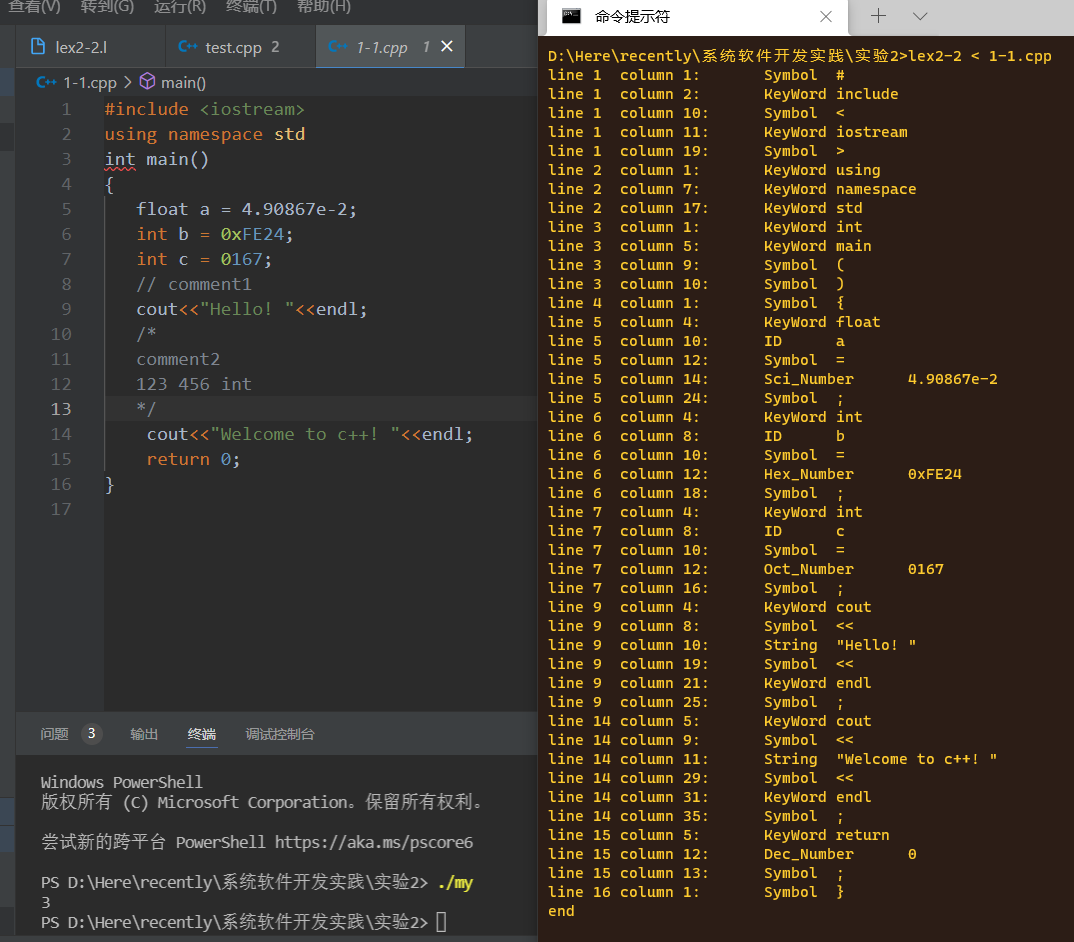 查看(V) 转到(G) 运行(R) 终端(T) 帮助(H)
lex2-2.l test.cpp 2 1-1.cpp 1
1-1.cpp > main()
1 #include <iostream>
2 using namespace std
3 int main()
4 {
5 float a = 4.90867e-2;
6 int b = 0xFE24;
7 int c = 0167;
8 // comment1
9 cout<<"Hello! "<<endl;
10 /*
11 comment2
12 123 456 int
13 */
14 cout<<"Welcome to c++! "<<endl;
15 return 0;
16 }
17
问题 3 输出 终端 调试控制台
Windows PowerShell
版权所有 (C) Microsoft Corporation。保留所有权利。
尝试新的跨平台 PowerShell https://aka.ms/pscore6
PS D:\Here\recently\系统软件开发实践\实验2> ./my
3
PS D:\Here\recently\系统软件开发实践\实验2>
命令提示符
D:\Here\recently\系统软件开发实践\实验2>lex2-2 < 1-1.cpp
line 1 column 1: Symbol #
line 1 column 2: KeyWord include
line 1 column 10: Symbol <
line 1 column 11: KeyWord iostream
line 1 column 19: Symbol >
line 2 column 1: KeyWord using
line 2 column 7: KeyWord namespace
line 2 column 17: KeyWord std
line 3 column 1: KeyWord int
line 3 column 5: KeyWord main
line 3 column 9: Symbol (
line 3 column 10: Symbol )
line 4 column 1: Symbol {
line 5 column 4: KeyWord float
line 5 column 10: ID a
line 5 column 12: Symbol =
line 5 column 14: Sci_Number 4.90867e-2
line 5 column 24: Symbol ;
line 6 column 4: KeyWord int
line 6 column 8: ID b
line 6 column 10: Symbol =
line 6 column 12: Hex_Number 0xFE24
line 6 column 18: Symbol ;
line 7 column 4: KeyWord int
line 7 column 8: ID c
line 7 column 10: Symbol =
line 7 column 12: Oct_Number 0167
line 7 column 16: Symbol ;
line 9 column 4: KeyWord cout
line 9 column 8: Symbol <<
line 9 column 10: String "Hello! "
line 9 column 19: Symbol <<
line 9 column 21: KeyWord endl
line 9 column 25: Symbol ;
line 14 column 5: KeyWord cout
line 14 column 9: Symbol <<
line 14 column 11: String "Welcome to c++! "
line 14 column 29: Symbol <<
line 14 column 31: KeyWord endl
line 14 column 35: Symbol ;
line 15 column 5: KeyWord return
line 15 column 12: Dec_Number 0
line 15 column 13: Symbol ;
line 16 column 1: Symbol }
end